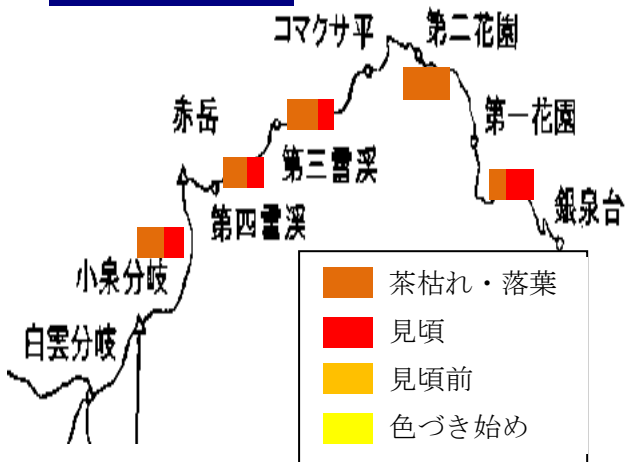 コマクサ平
第二花園
赤岳
第一花園
第三雪渓
銀泉台
第四雪渓
小泉分岐
白雲分岐
茶枯れ・落葉
見頃
見頃前
色づき始め